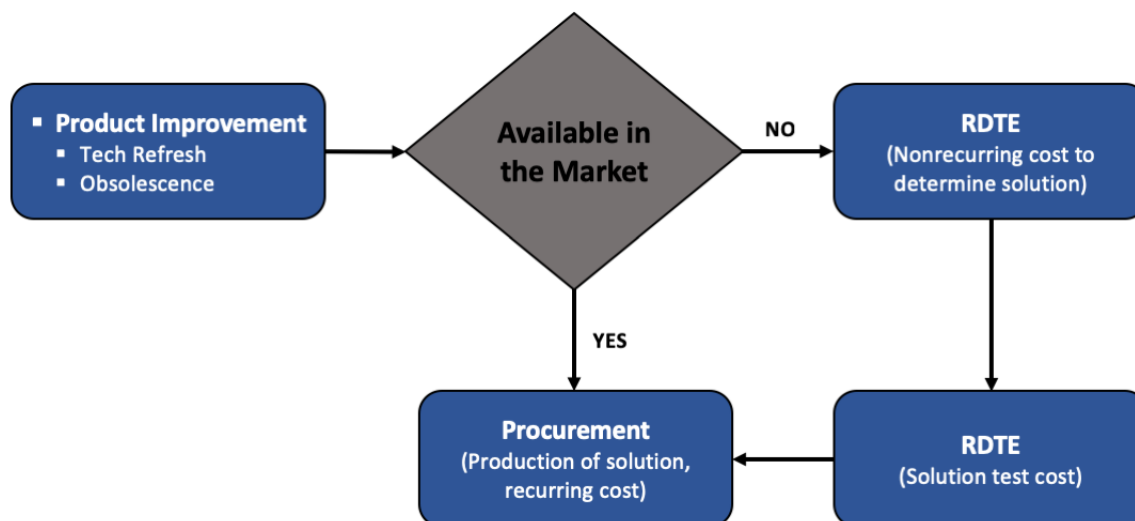 ▪ Product Improvement
▪ Tech Refresh
▪ Obsolescence
Available in
the Market
NO
RDTE
(Nonrecurring cost to
determine solution)
YES
Procurement
(Production of solution,
recurring cost)
RDTE
(Solution test cost)